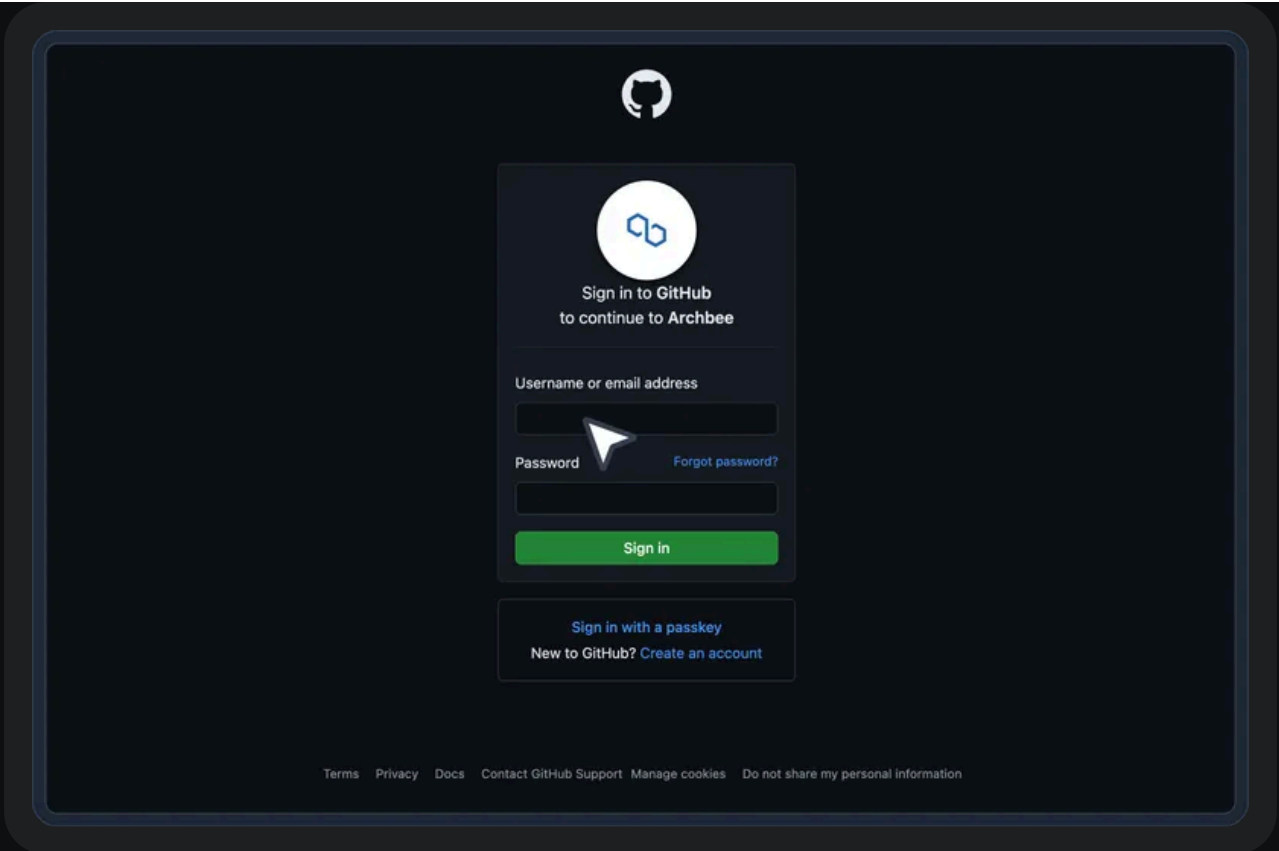 Sign in to GitHub
to continue to Archbee
Username or email address
Password
Forgot password?
Sign in
Sign in with a passkey
New to GitHub? Create an account
Terms Privacy Docs Contact GitHub Support Manage cookies Do not share my personal information